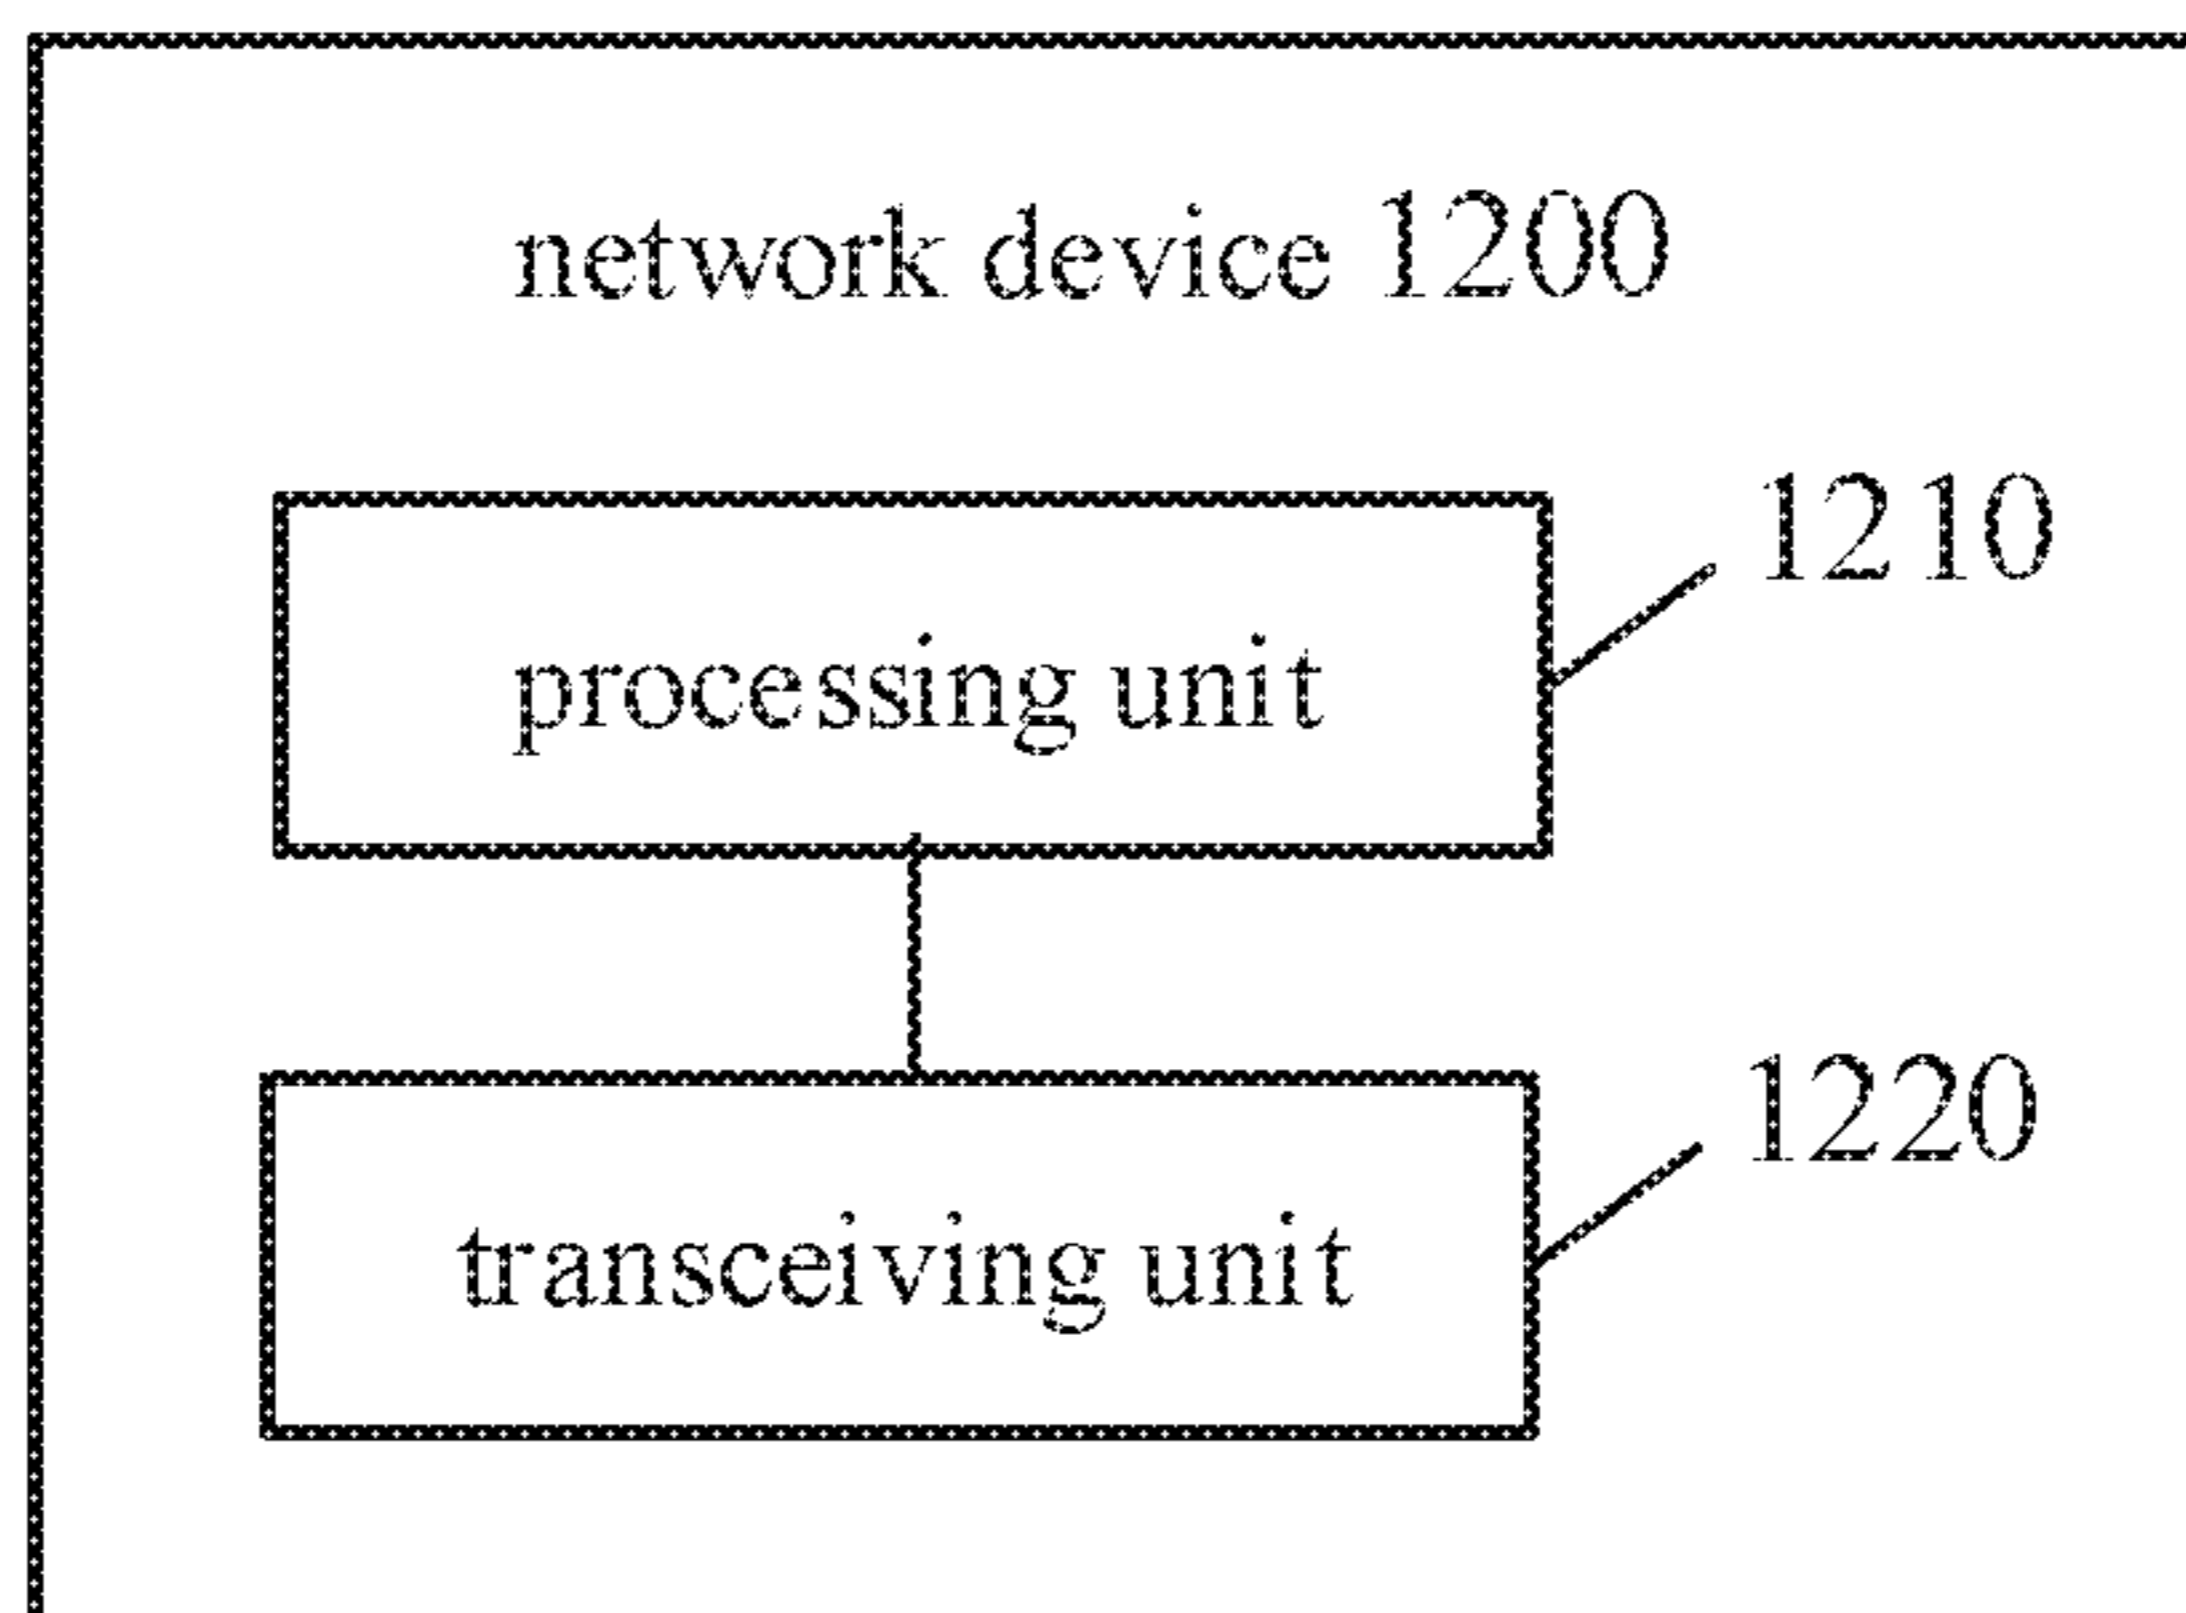 network device 1200
1210
processing unit
1220
transceiving unit